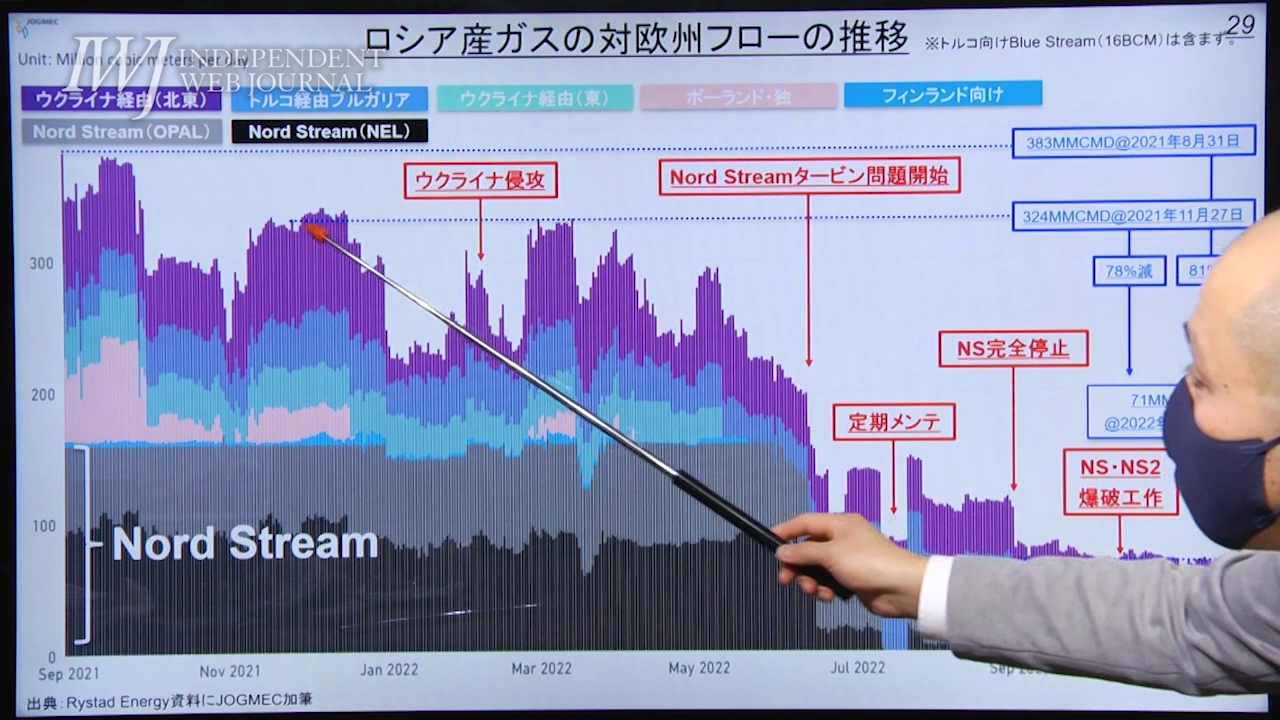 JOGMEC
ロシア産ガスの対欧州フローの推移
※トルコ向けBlue Stream（16BCM）は含まず。
29
IWJ INDEPENDENT
WEB JOURNAL
Unit: Million cubic meters per day
ウクライナ経由（北東）
トルコ経由ブルガリア
ウクライナ経由（東）
ポーランド・独
フィンランド向け
Nord Stream（OPAL）
Nord Stream（NEL）
383MMCMD@2021年8月31日
ウクライナ侵攻
Nord Streamタービン問題開始
324MMCMD@2021年11月27日
300
78%減
NS完全停止
200
定期メンテ
@2022年
NS・NS2
爆破工作
100
Nord Stream
0
Sep 2021
Nov 2021
Jan 2022
Mar 2022
May 2022
Jul 2022
Sep
出典：Rystad Energy資料にJOGMEC加筆